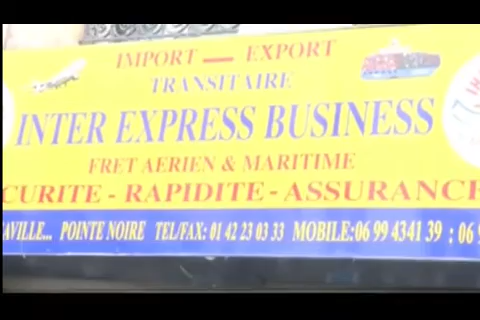 IMPORT — EXPORT
TRANSITAIRE
INTER EXPRESS BUSINESS
FRET AERIEN & MARITIME
CURITE - RAPIDITE - ASSURANCE
AVILLE... POINTE NOIRE TEL/FAX: 01 42 23 03 33 MOBILE:06 99 4341 39 ; 06